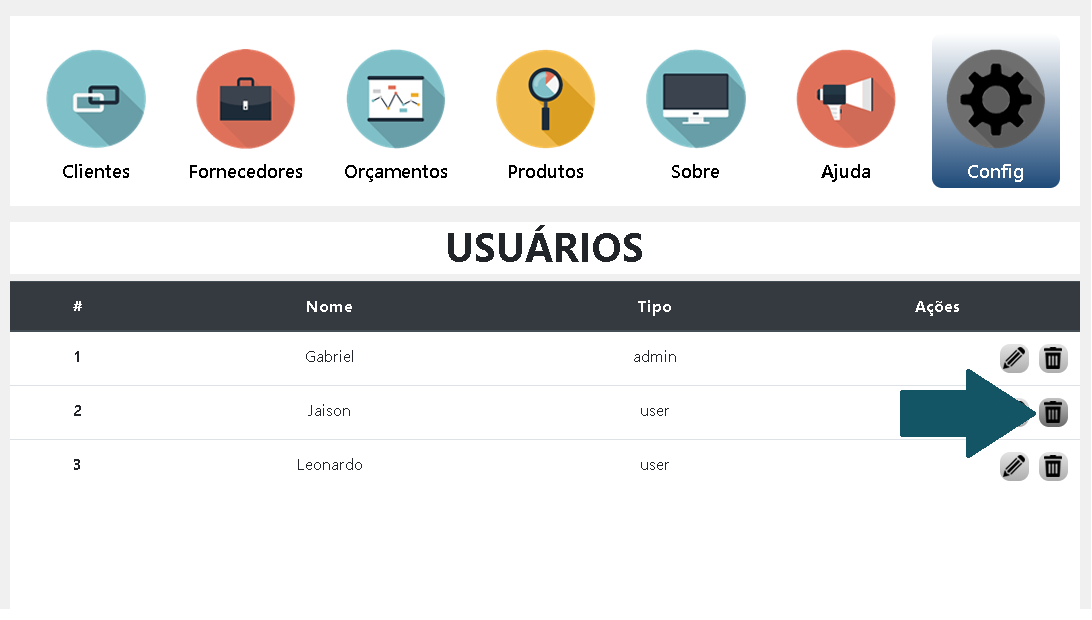 Clientes Fornecedores Orçamentos Produtos Sobre Ajuda Config
USUÁRIOS
# Nome Tipo Ações
1 Gabriel admin
2 Jaison user
3 Leonardo user